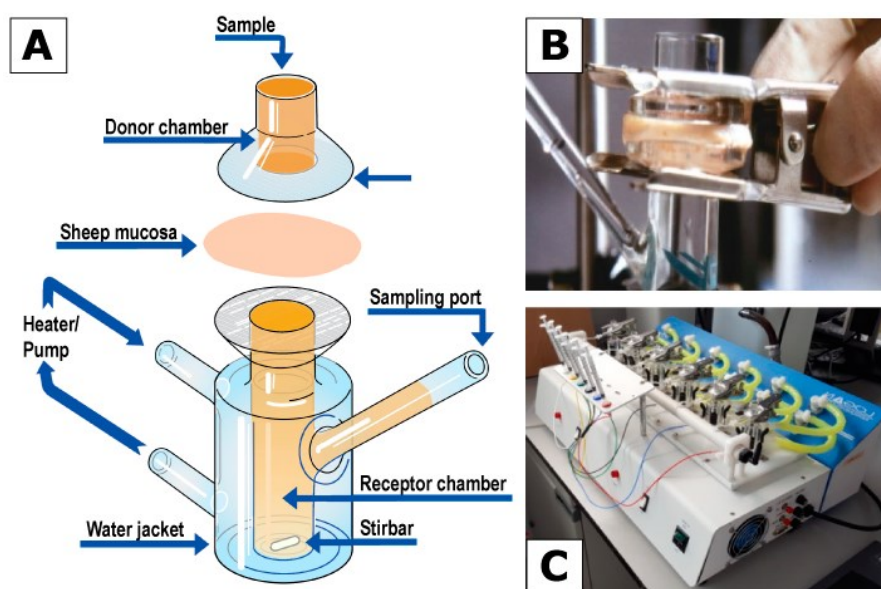 A
Sample
Donor chamber
Sheep mucosa
Heater/
Pump
Sampling port
Receptor chamber
Water jacket
Stirbar
B
C